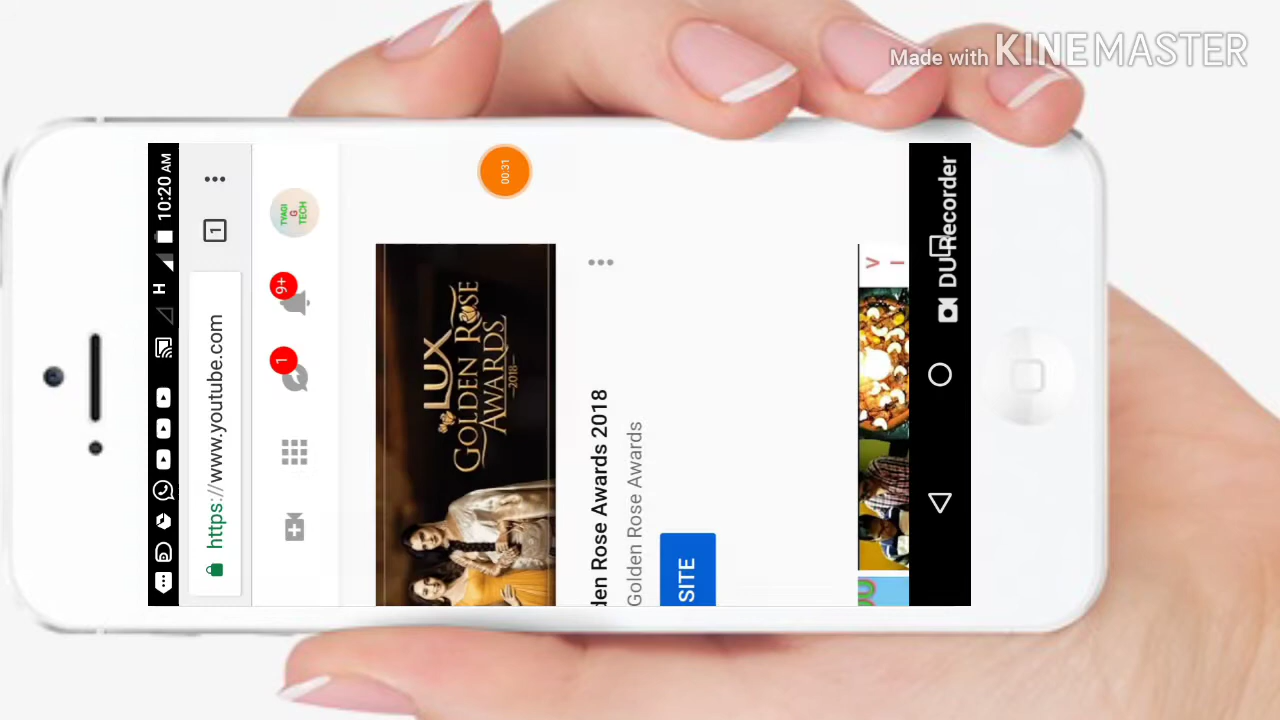 Made with KINEMASTER
10:20 AM
H
1
https://www.youtube.com
TYAGI
G
TECH
9+
1
00:31
LUX
GOLDEN ROSE
AWARDS
2018
den Rose Awards 2018
Golden Rose Awards
SITE
V
I
DU Recorder